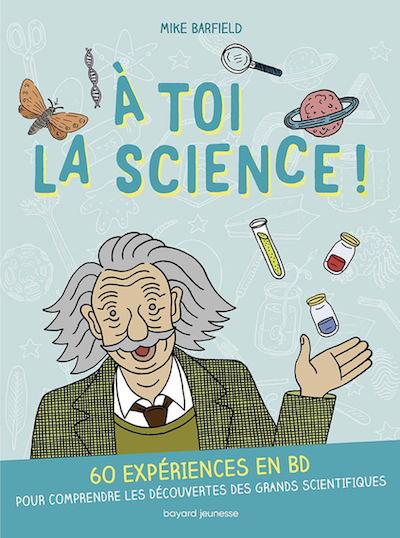 MIKE BARFIELD
À TOI
LA SCIENCE !
60 EXPÉRIENCES EN BD
POUR COMPRENDRE LES DÉCOUVERTES DES GRANDS SCIENTIFIQUES
bayard jeunesse